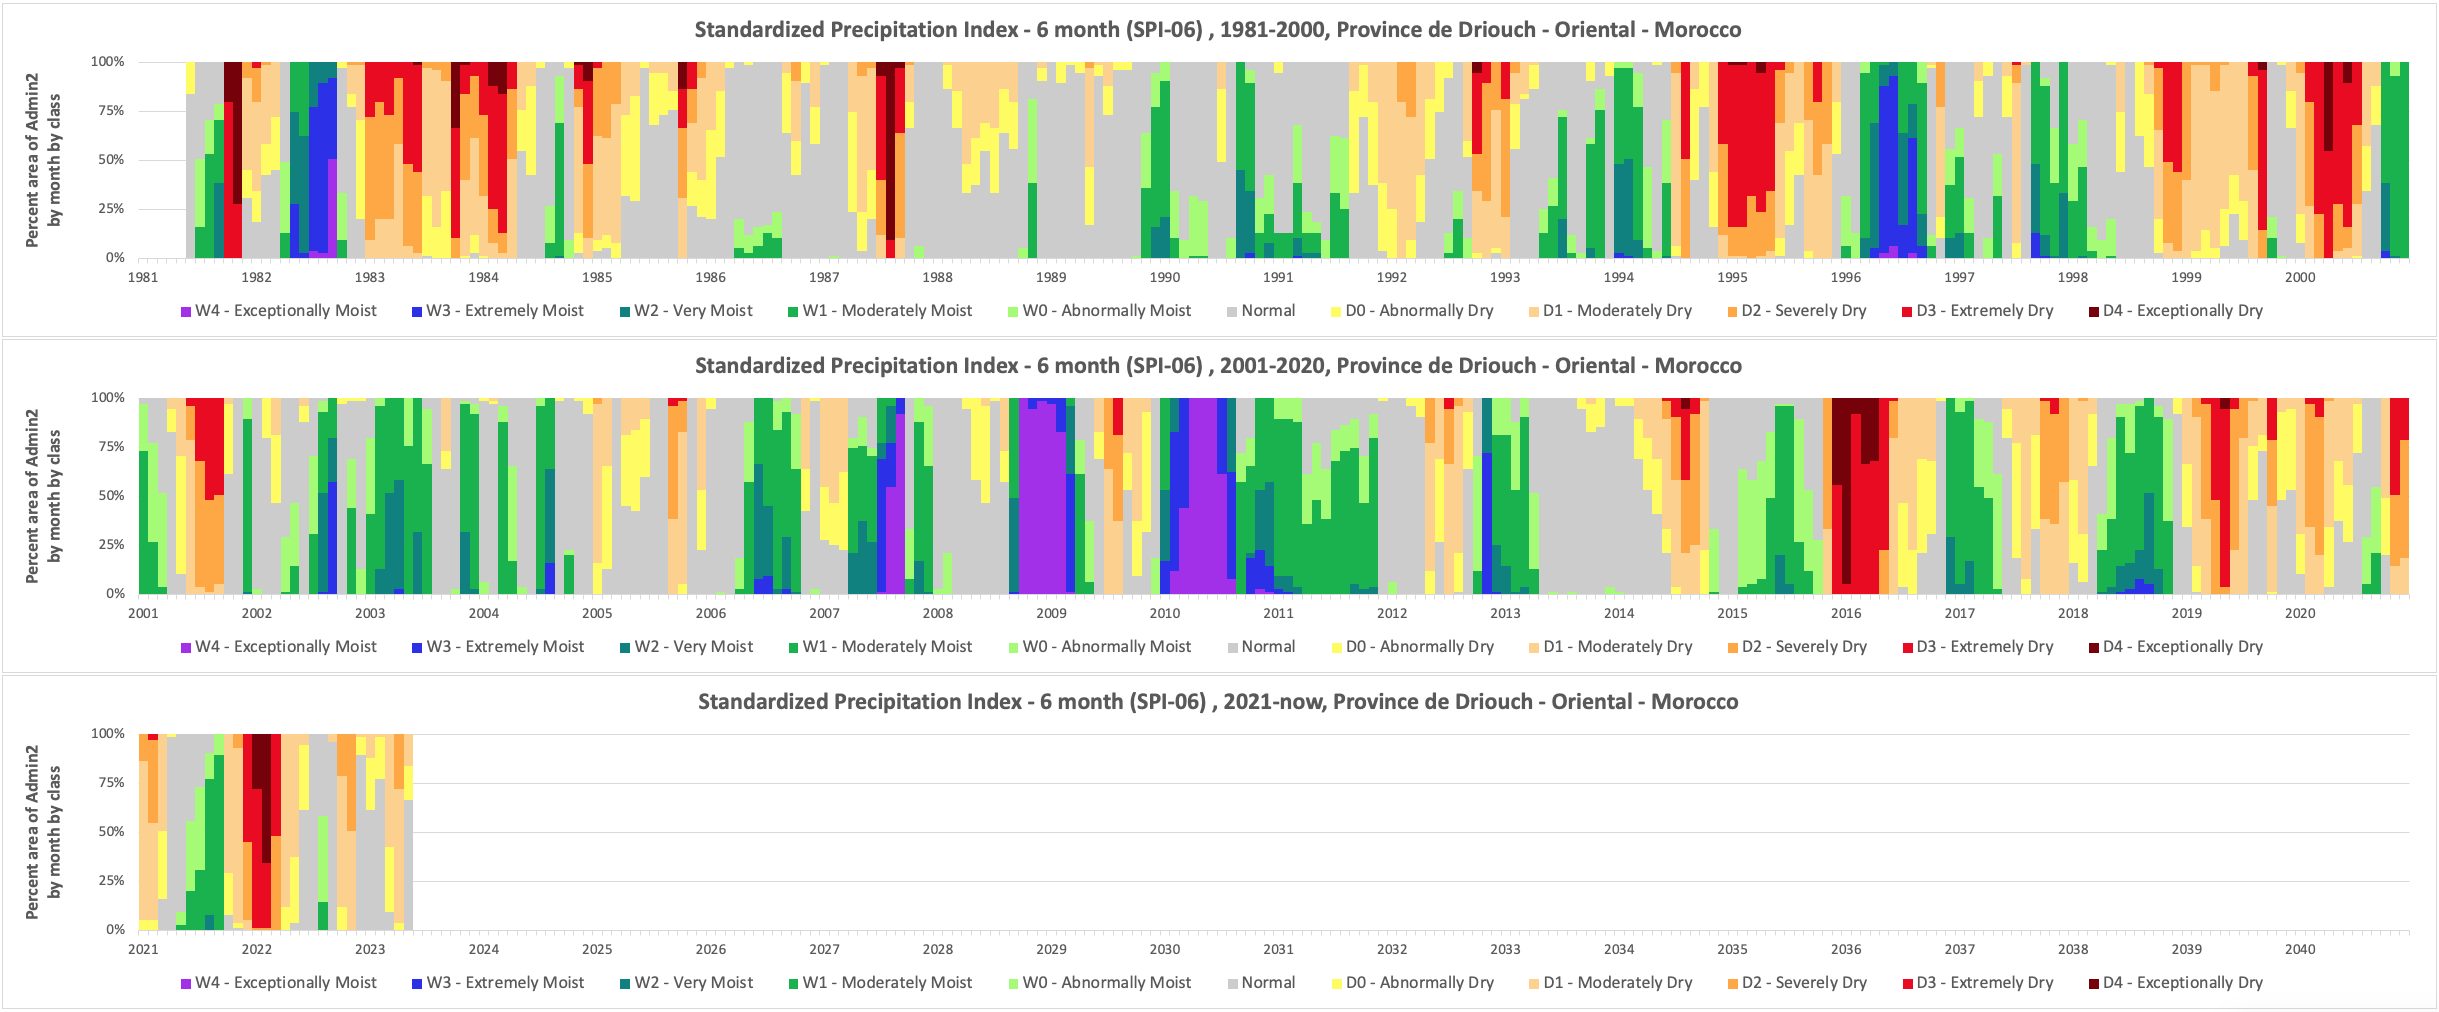 Standardized Precipitation Index - 6 month (SPI-06) , 1981-2000, Province de Driouch - Oriental - Morocco
Percent area of Admin2
by month by class
100%
75%
50%
25%
0%
1981 1982 1983 1984 1985 1986 1987 1988 1989 1990 1991 1992 1993 1994 1995 1996 1997 1998 1999 2000
W4 - Exceptionally Moist W3 - Extremely Moist W2 - Very Moist W1 - Moderately Moist W0 - Abnormally Moist Normal D0 - Abnormally Dry D1 - Moderately Dry D2 - Severely Dry D3 - Extremely Dry D4 - Exceptionally Dry
Standardized Precipitation Index - 6 month (SPI-06) , 2001-2020, Province de Driouch - Oriental - Morocco
Percent area of Admin2
by month by class
100%
75%
50%
25%
0%
2001 2002 2003 2004 2005 2006 2007 2008 2009 2010 2011 2012 2013 2014 2015 2016 2017 2018 2019 2020
W4 - Exceptionally Moist W3 - Extremely Moist W2 - Very Moist W1 - Moderately Moist W0 - Abnormally Moist Normal D0 - Abnormally Dry D1 - Moderately Dry D2 - Severely Dry D3 - Extremely Dry D4 - Exceptionally Dry
Standardized Precipitation Index - 6 month (SPI-06) , 2021-now, Province de Driouch - Oriental - Morocco
Percent area of Admin2
by month by class
100%
75%
50%
25%
0%
2021 2022 2023 2024 2025 2026 2027 2028 2029 2030 2031 2032 2033 2034 2035 2036 2037 2038 2039 2040
W4 - Exceptionally Moist W3 - Extremely Moist W2 - Very Moist W1 - Moderately Moist W0 - Abnormally Moist Normal D0 - Abnormally Dry D1 - Moderately Dry D2 - Severely Dry D3 - Extremely Dry D4 - Exceptionally Dry